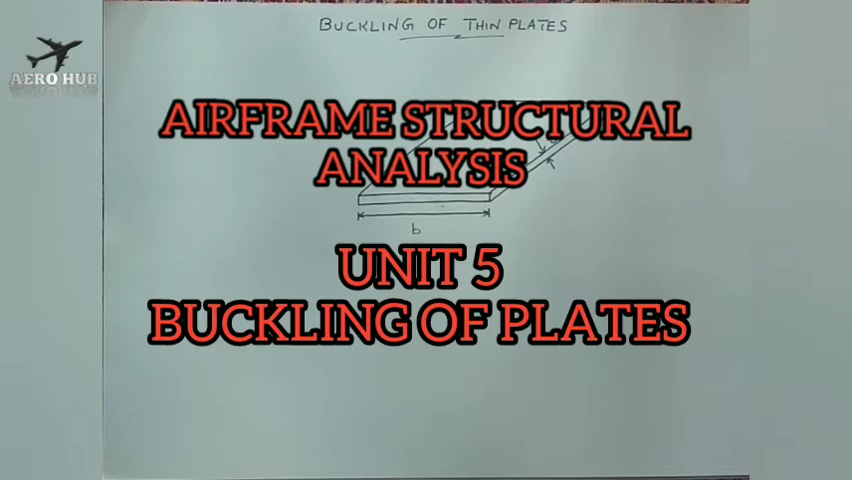 BUCKLING OF THIN PLATES
AERO HUB
AIRFRAME STRUCTURAL
ANALYSIS
b
UNIT 5
BUCKLING OF PLATES